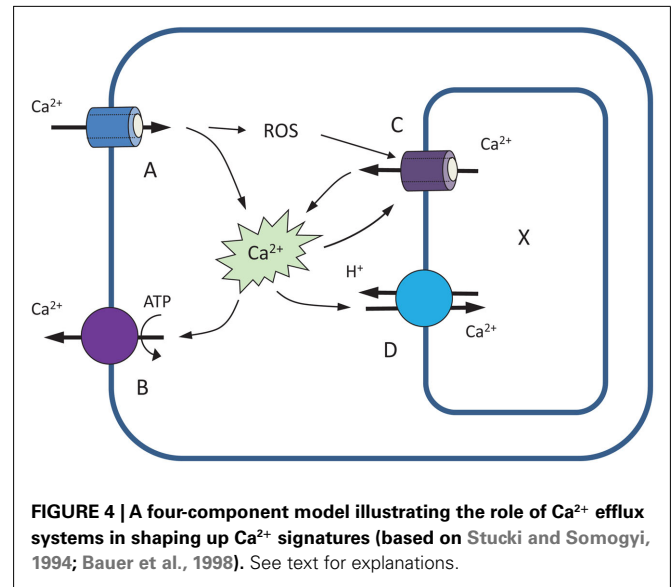 Ca²⁺
A
ROS
C
Ca²⁺
Ca²⁺
X
H⁺
Ca²⁺
D
Ca²⁺
ATP
B
FIGURE 4 | A four-component model illustrating the role of Ca²⁺ efflux
systems in shaping up Ca²⁺ signatures (based on Stucki and Somogyi,
1994; Bauer et al., 1998). See text for explanations.